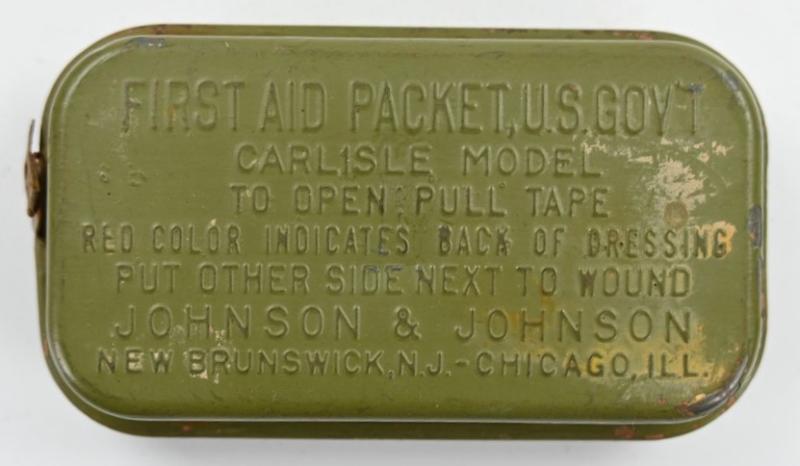 FIRST AID PACKET, U.S. GOV'T
CARLISLE MODEL
TO OPEN: PULL TAPE
RED COLOR INDICATES BACK OF DRESSING
PUT OTHER SIDE NEXT TO WOUND
JOHNSON & JOHNSON
NEW BRUNSWICK, N.J. - CHICAGO, ILL.